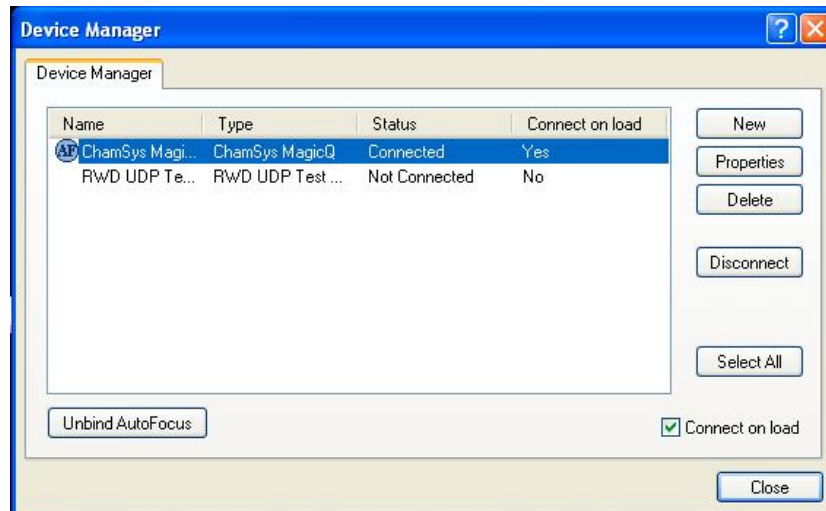 Device Manager
Device Manager
Name Type Status Connect on load
AF ChamSys Magi... ChamSys MagicQ Connected Yes
RWD UDP Te... RWD UDP Test ... Not Connected No
New
Properties
Delete
Disconnect
Select All
Unbind AutoFocus
Connect on load
Close